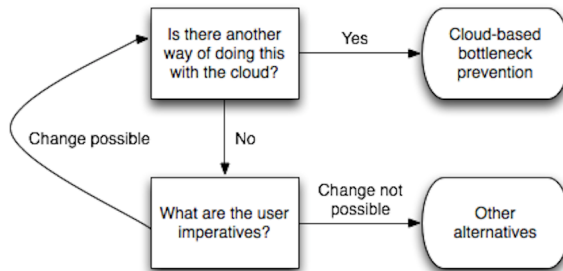 Is there another
way of doing this
with the cloud?
Yes
Cloud-based
bottleneck
prevention
Change possible
No
What are the user
imperatives?
Change not
possible
Other
alternatives